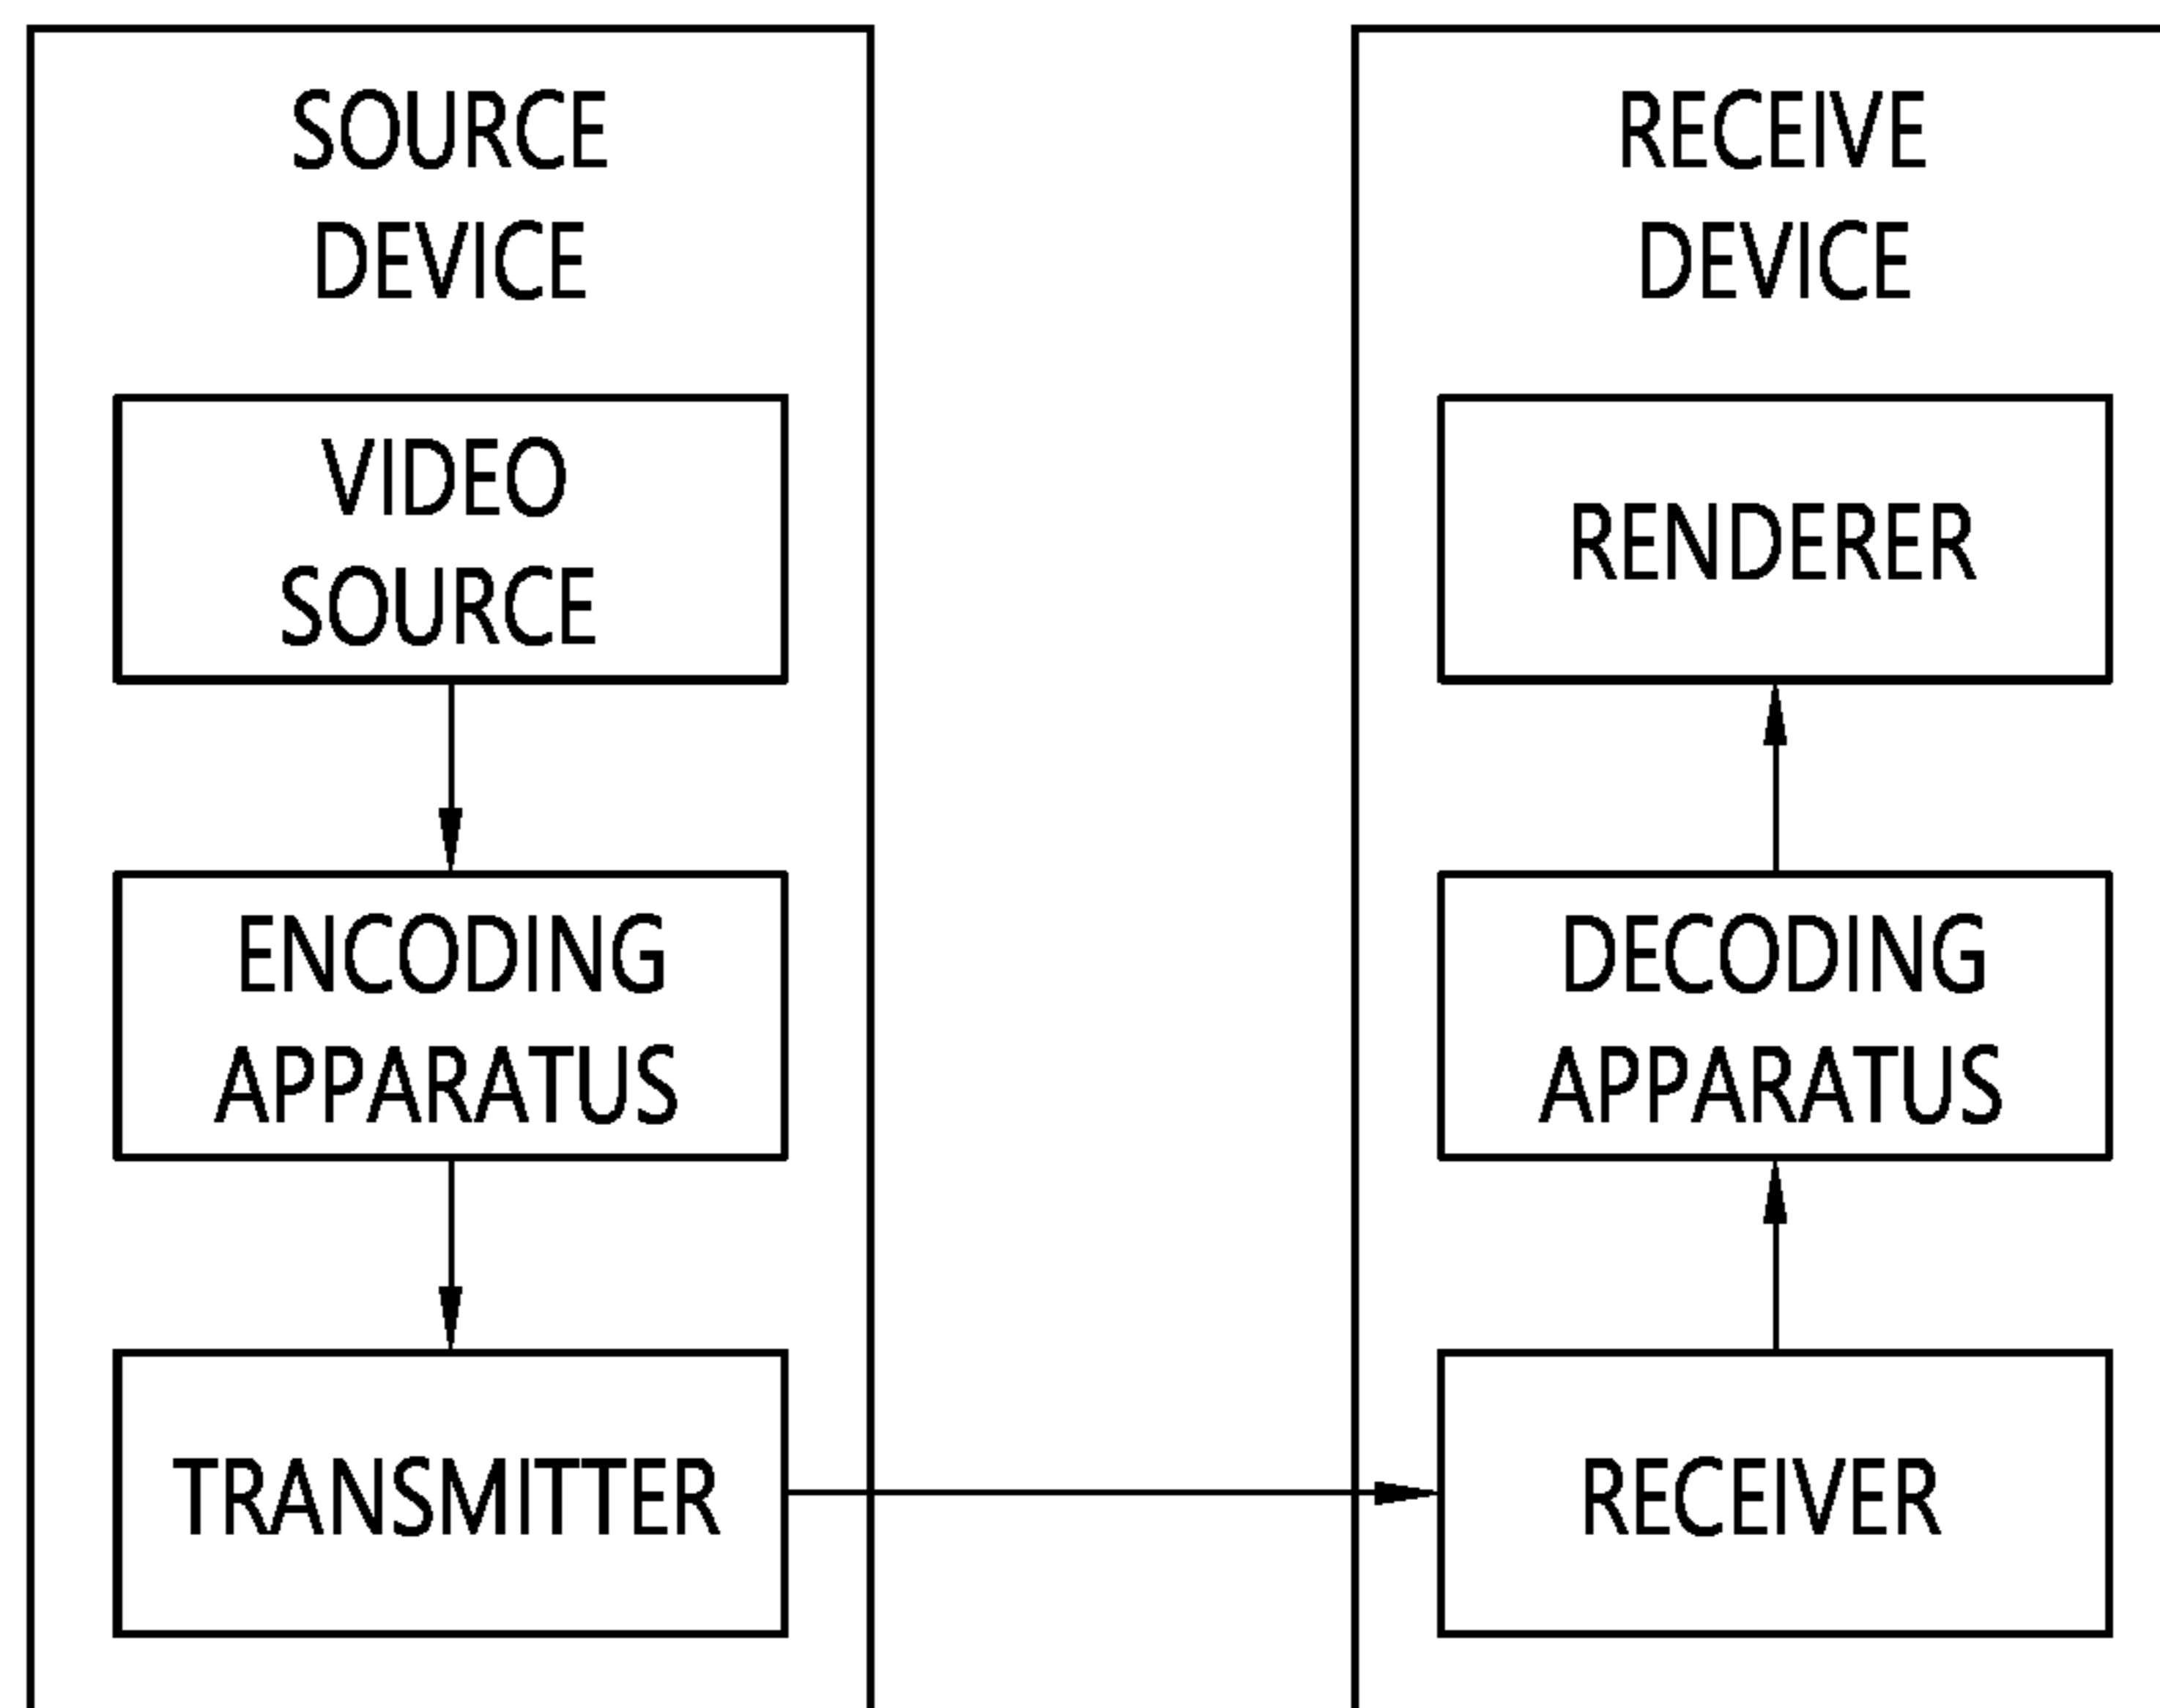 SOURCE
DEVICE
VIDEO
SOURCE
ENCODING
APPARATUS
TRANSMITTER
RECEIVE
DEVICE
RENDERER
DECODING
APPARATUS
RECEIVER